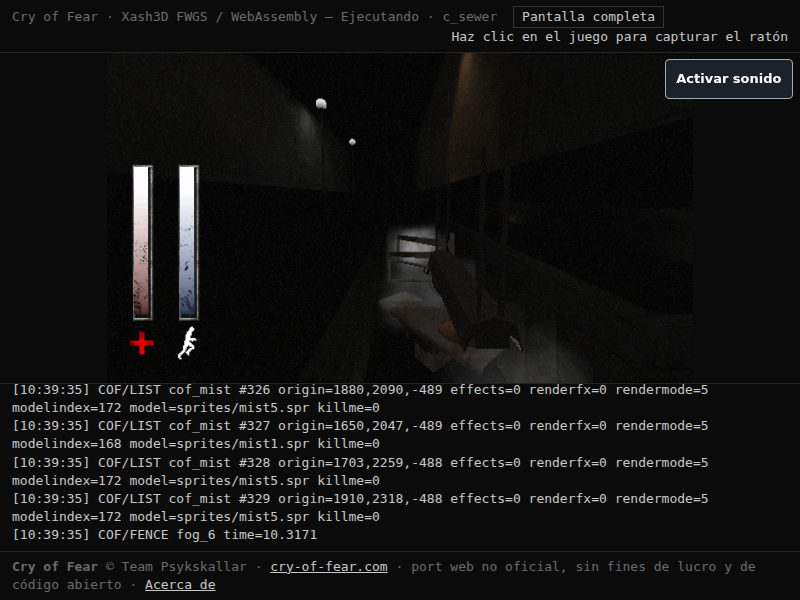 Cry of Fear · Xash3D FWGS / WebAssembly — Ejecutando · c_sewer Pantalla completa
Haz clic en el juego para capturar el ratón
Activar sonido
[10:39:35] COF/LIST cof_mist #326 origin=1880,2090,-489 effects=0 renderfx=0 rendermode=5
modelindex=172 model=sprites/mist5.spr killme=0
[10:39:35] COF/LIST cof_mist #327 origin=1650,2047,-489 effects=0 renderfx=0 rendermode=5
modelindex=168 model=sprites/mist1.spr killme=0
[10:39:35] COF/LIST cof_mist #328 origin=1703,2259,-488 effects=0 renderfx=0 rendermode=5
modelindex=172 model=sprites/mist5.spr killme=0
[10:39:35] COF/LIST cof_mist #329 origin=1910,2318,-488 effects=0 renderfx=0 rendermode=5
modelindex=172 model=sprites/mist5.spr killme=0
[10:39:35] COF/FENCE fog_6 time=10.3171
Cry of Fear © Team Psykskallar · cry-of-fear.com · port web no oficial, sin fines de lucro y de
código abierto · Acerca de